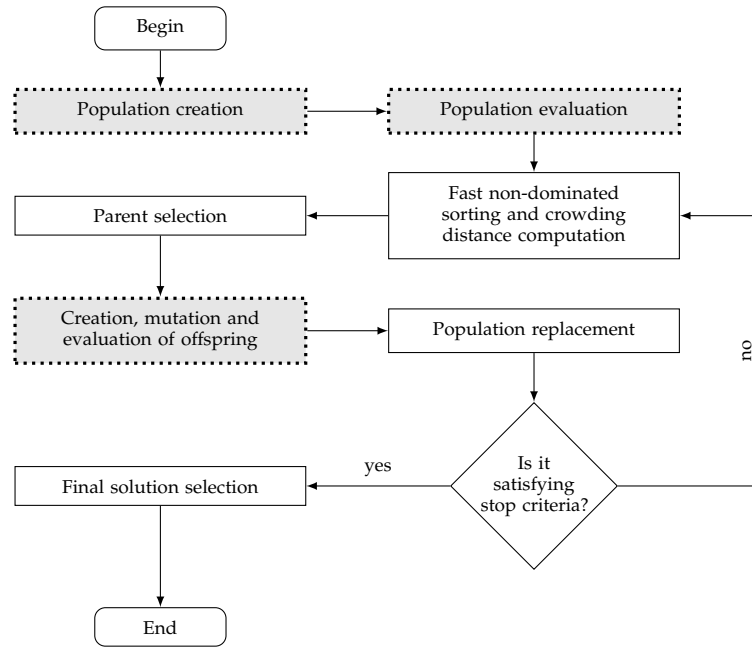 Begin
Population creation
Population evaluation
Fast non-dominated
sorting and crowding
distance computation
Parent selection
Creation, mutation and
evaluation of offspring
Population replacement
no
Is it
satisfying
stop criteria?
yes
Final solution selection
End